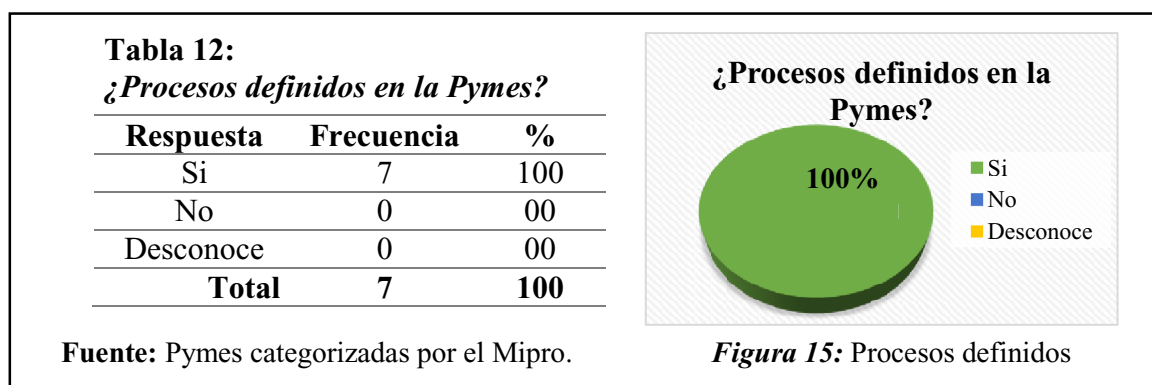 Tabla 12:
¿Procesos definidos en la Pymes?
Respuesta Frecuencia %
Si 7 100
No 0 00
Desconoce 0 00
Total 7 100
Fuente: Pymes categorizadas por el Mipro.
¿Procesos definidos en la
Pymes?
100%
Si
No
Desconoce
Figura 15: Procesos definidos